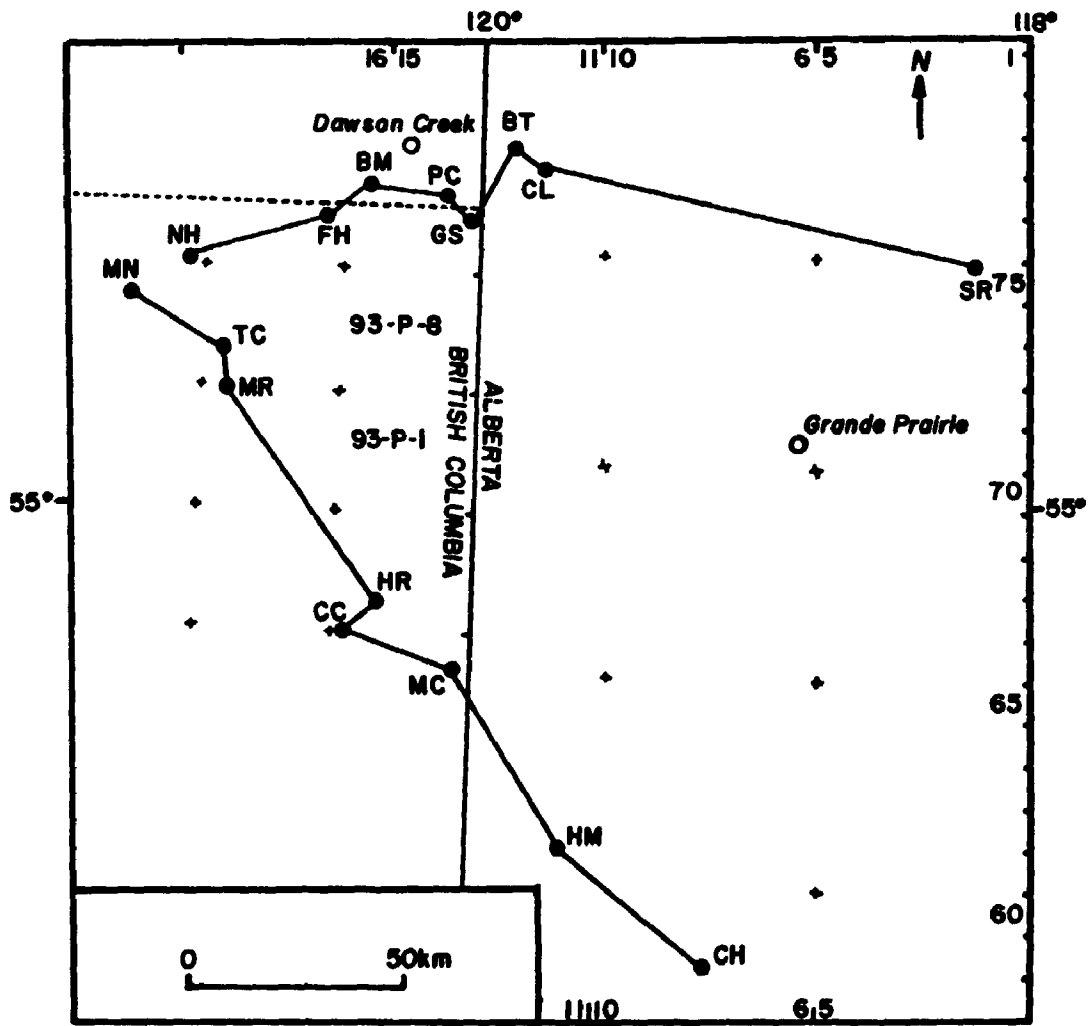 120° 118°
16'15 11'10 6'5 1
N
Dawson Creek
BT
BM PC
CL
NH FH GS
MN SR 75
93-P-8
TC
MR
BRITISH COLUMBIA
ALBERTA
Grande Prairie
93-P-1
55° 70 55°
HR
CC
MC 65
HM
60
0 50km
CH
11'10 6'5